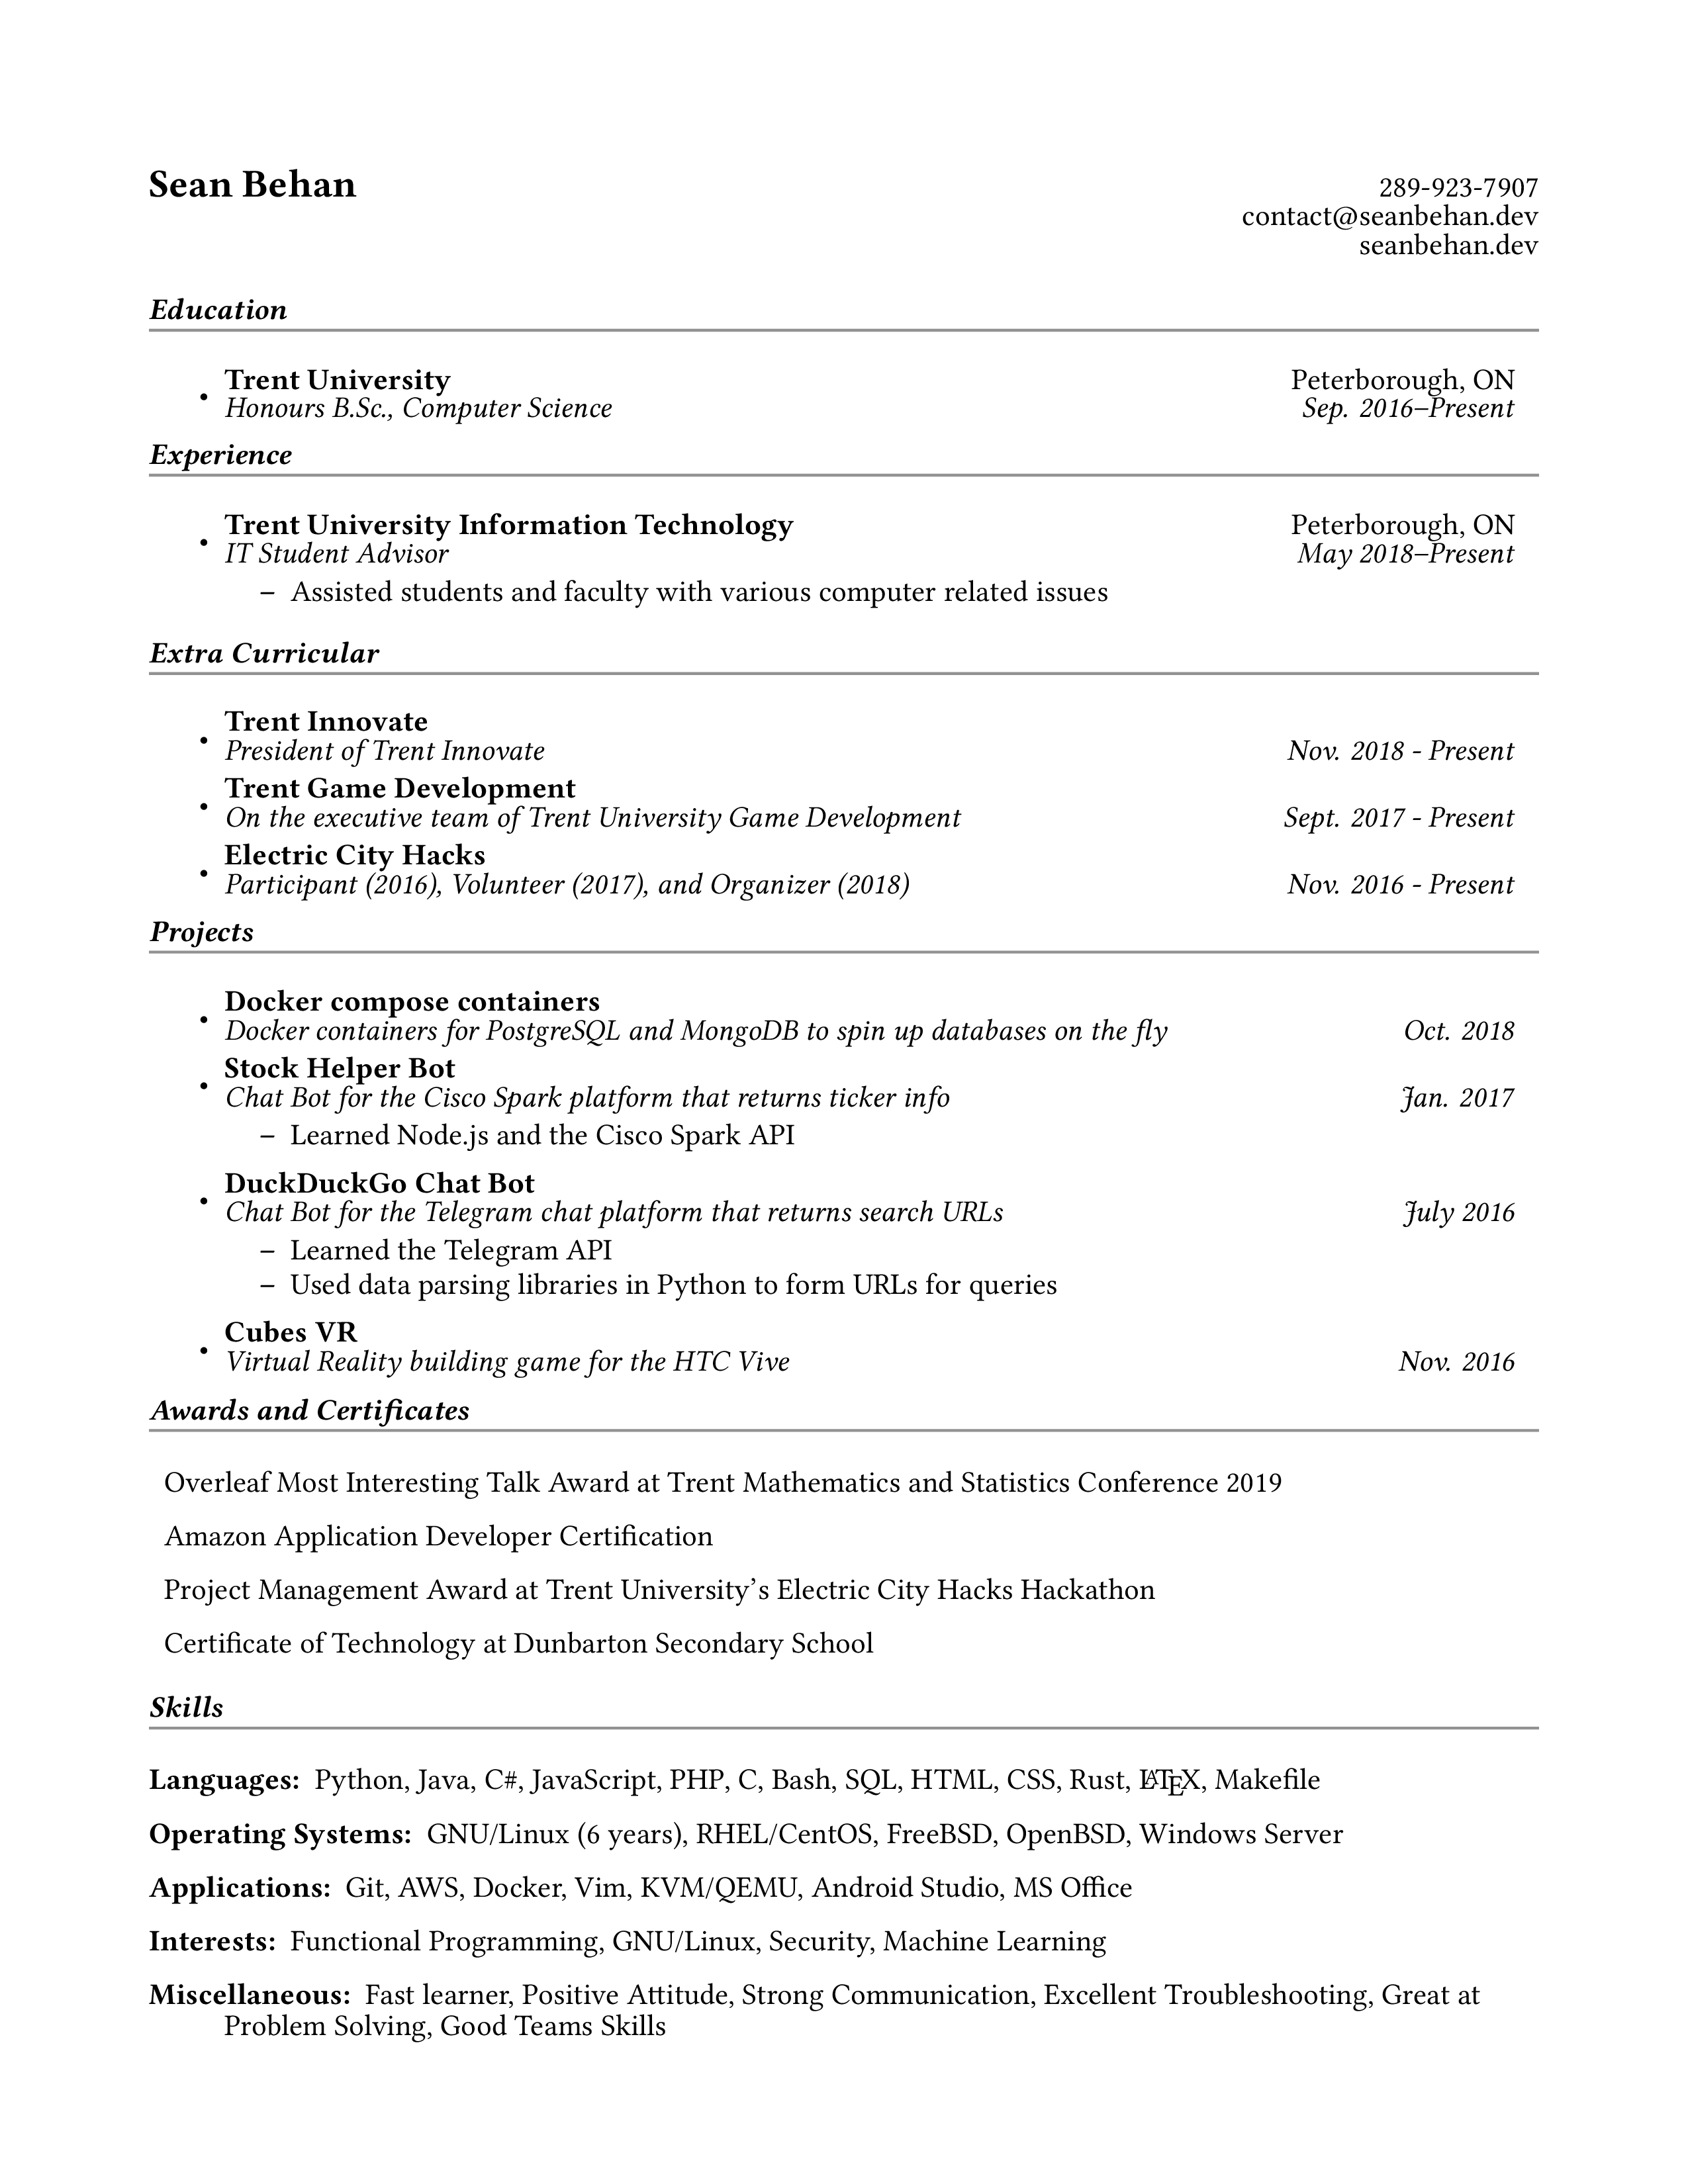 Sean Behan
289-923-7907
contact@seanbehan.dev
seanbehan.dev
Education
• Trent University Peterborough, ON
Honours B.Sc., Computer Science Sep. 2016–Present
Experience
• Trent University Information Technology Peterborough, ON
IT Student Advisor May 2018–Present
– Assisted students and faculty with various computer related issues
Extra Curricular
• Trent Innovate
President of Trent Innovate Nov. 2018 - Present
• Trent Game Development
On the executive team of Trent University Game Development Sept. 2017 - Present
• Electric City Hacks
Participant (2016), Volunteer (2017), and Organizer (2018) Nov. 2016 - Present
Projects
• Docker compose containers
Docker containers for PostgreSQL and MongoDB to spin up databases on the fly Oct. 2018
• Stock Helper Bot
Chat Bot for the Cisco Spark platform that returns ticker info Jan. 2017
– Learned Node.js and the Cisco Spark API
• DuckDuckGo Chat Bot
Chat Bot for the Telegram chat platform that returns search URLs July 2016
– Learned the Telegram API
– Used data parsing libraries in Python to form URLs for queries
• Cubes VR
Virtual Reality building game for the HTC Vive Nov. 2016
Awards and Certificates
Overleaf Most Interesting Talk Award at Trent Mathematics and Statistics Conference 2019
Amazon Application Developer Certification
Project Management Award at Trent University's Electric City Hacks Hackathon
Certificate of Technology at Dunbarton Secondary School
Skills
Languages: Python, Java, C#, JavaScript, PHP, C, Bash, SQL, HTML, CSS, Rust, LATEX, Makefile
Operating Systems: GNU/Linux (6 years), RHEL/CentOS, FreeBSD, OpenBSD, Windows Server
Applications: Git, AWS, Docker, Vim, KVM/QEMU, Android Studio, MS Office
Interests: Functional Programming, GNU/Linux, Security, Machine Learning
Miscellaneous: Fast learner, Positive Attitude, Strong Communication, Excellent Troubleshooting, Great at
Problem Solving, Good Teams Skills